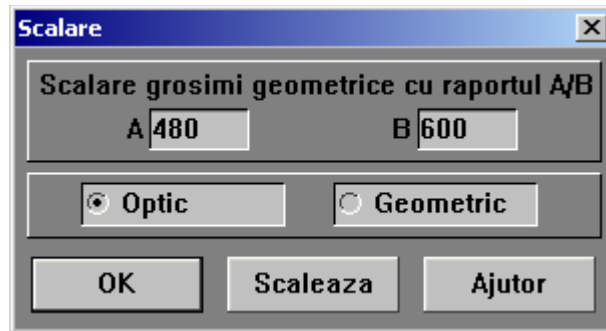 Scalare
Scalare grosimi geometrice cu raportul A/B
A 480 B 600
Optic Geometric
OK Scaleaza Ajutor